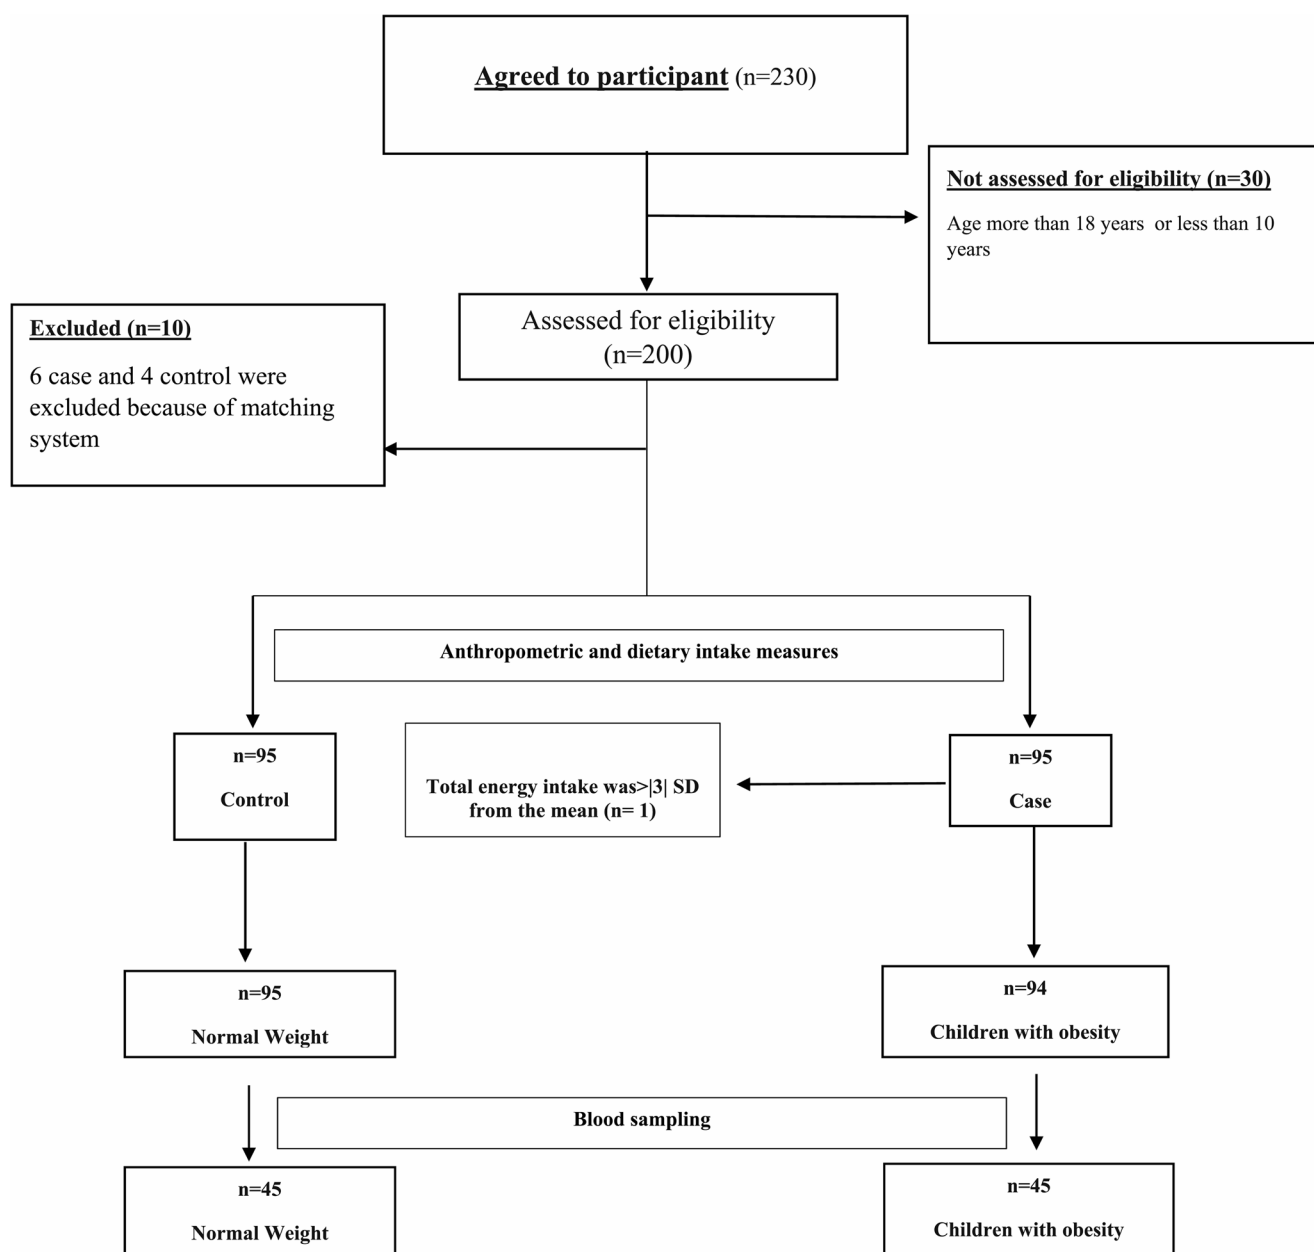 Agreed to participant (n=230)
Not assessed for eligibility (n=30)
Age more than 18 years  or less than 10
years
Assessed for eligibility
(n=200)
Excluded (n=10)
6 case and 4 control were
excluded because of matching
system
Anthropometric and dietary intake measures
n=95
Control
Total energy intake was>|3| SD
from the mean (n= 1)
n=95
Case
n=95
Normal Weight
n=94
Children with obesity
Blood sampling
n=45
Normal Weight
n=45
Children with obesity